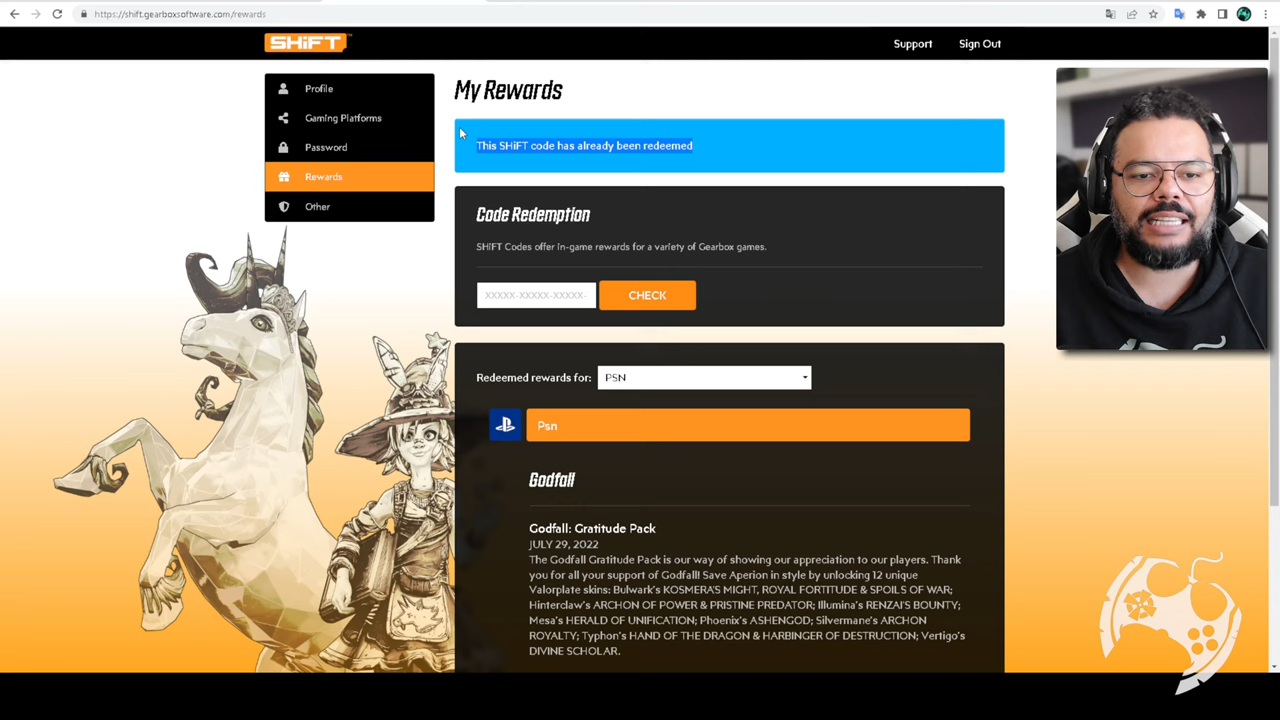 https://shift.gearboxsoftware.com/rewards
SHiFT™
Support
Sign Out
Profile
Gaming Platforms
Password
Rewards
Other
My Rewards
This SHiFT code has already been redeemed
Code Redemption
SHiFT Codes offer in-game rewards for a variety of Gearbox games.
XXXXX-XXXXX-XXXXX-
CHECK
Redeemed rewards for:
PSN
Psn
Godfall
Godfall: Gratitude Pack
JULY 29, 2022
The Godfall Gratitude Pack is our way of showing our appreciation to our players. Thank
you for all your support of Godfall! Save Aperion in style by unlocking 12 unique
Valorplate skins: Bulwark's KOSMERA'S MIGHT, ROYAL FORTITUDE & SPOILS OF WAR;
Hinterclaw's ARCHON OF POWER & PRISTINE PREDATOR; Illumina's RENZAI'S BOUNTY;
Mesa's HERALD OF UNIFICATION; Phoenix's ASHENGOD; Silvermane's ARCHON
ROYALTY; Typhon's HAND OF THE DRAGON & HARBINGER OF DESTRUCTION; Vertigo's
DIVINE SCHOLAR.